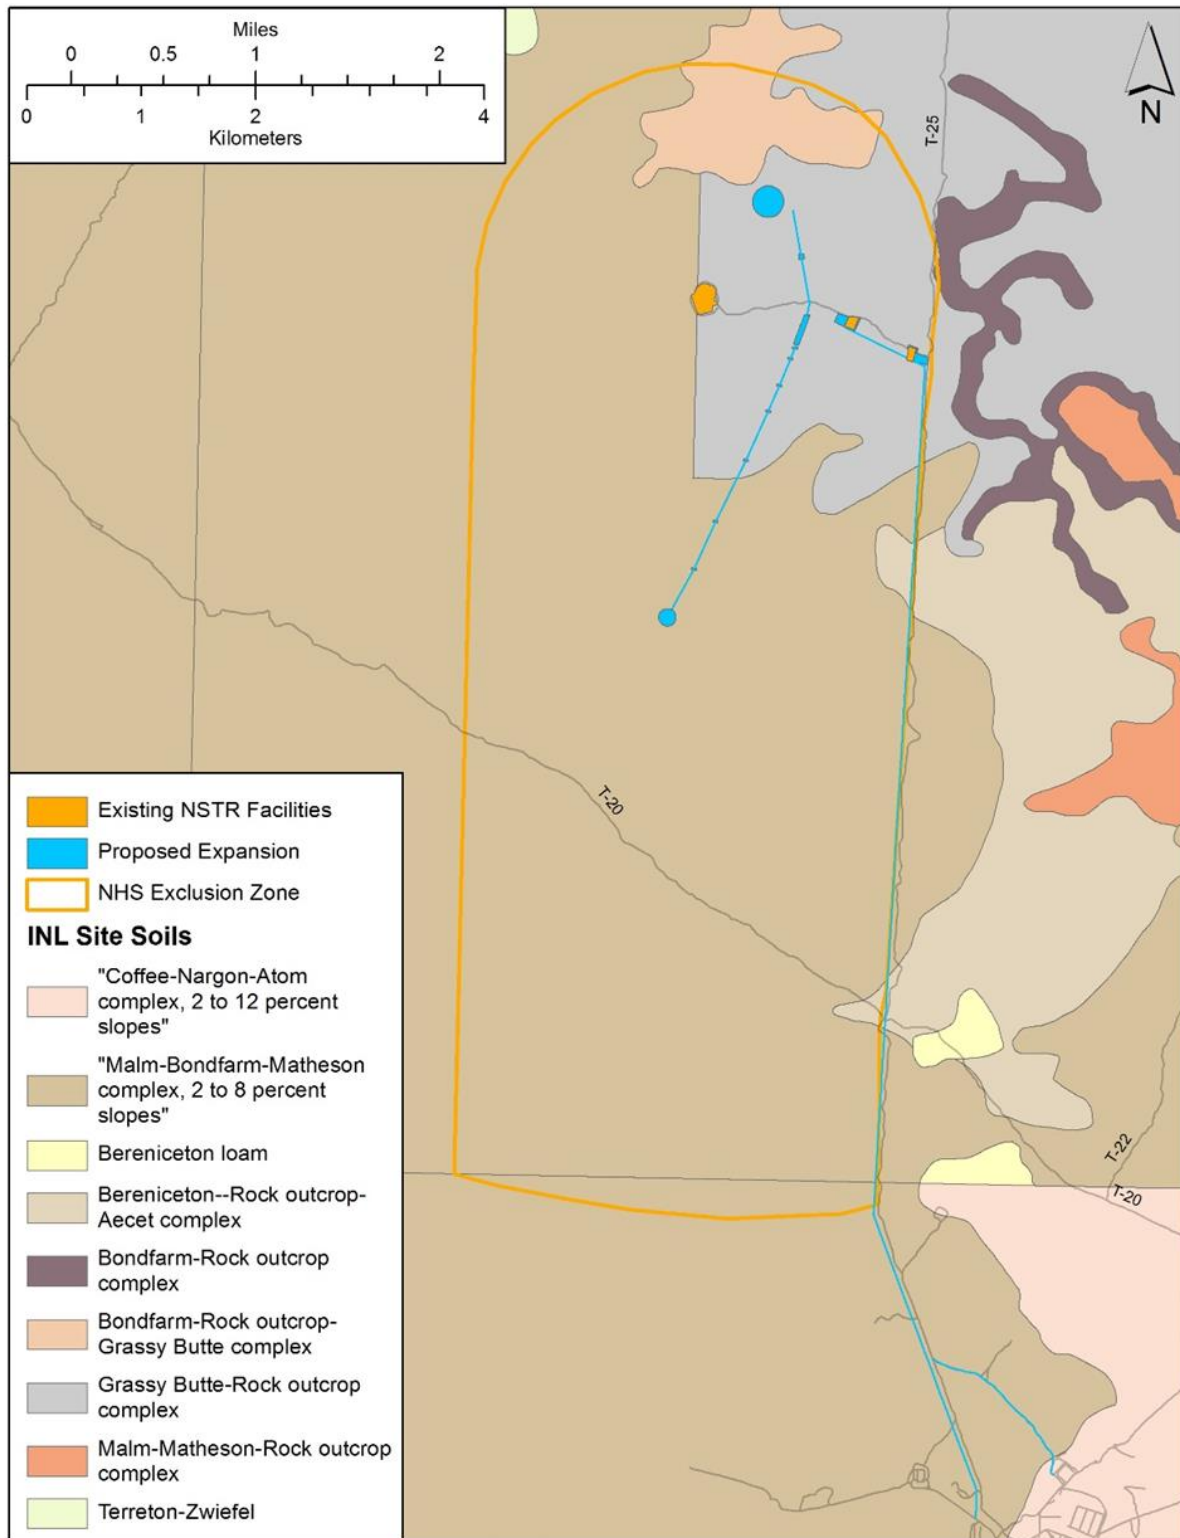 Miles
0 0.5 1 2
0 1 2 4
Kilometers
N
T-25
T-20
T-22
T-20
Existing NSTR Facilities
Proposed Expansion
NHS Exclusion Zone
INL Site Soils
"Coffee-Nargon-Atom
complex, 2 to 12 percent
slopes"
"Malm-Bondfarm-Matheson
complex, 2 to 8 percent
slopes"
Bereniceton loam
Bereniceton--Rock outcrop-
Aecet complex
Bondfarm-Rock outcrop
complex
Bondfarm-Rock outcrop-
Grassy Butte complex
Grassy Butte-Rock outcrop
complex
Malm-Matheson-Rock outcrop
complex
Terreton-Zwiefel